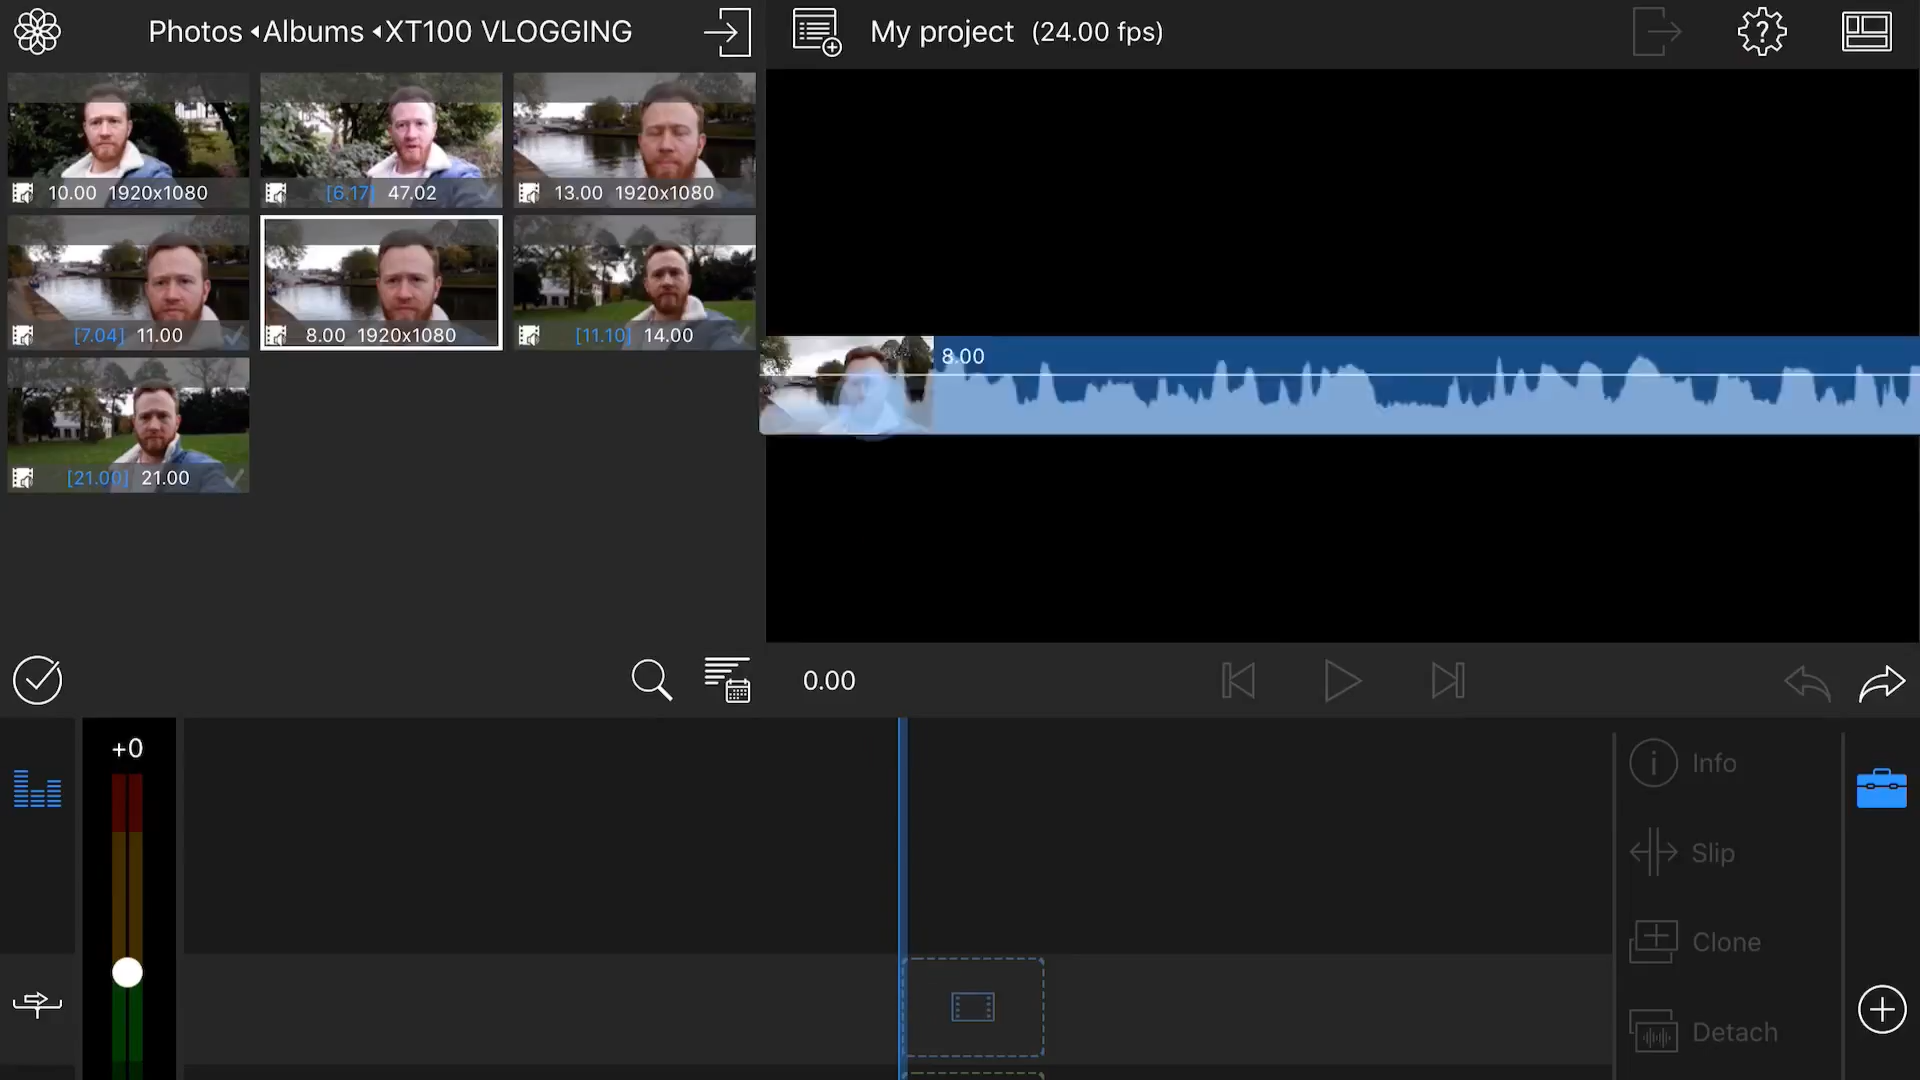 Photos ◂Albums ◂XT100 VLOGGING
My project (24.00 fps)
10.00 1920x1080
[6.17] 47.02
13.00 1920x1080
[7.04] 11.00
8.00 1920x1080
[11.10] 14.00
[21.00] 21.00
8.00
0.00
+0
Info
Slip
Clone
Detach